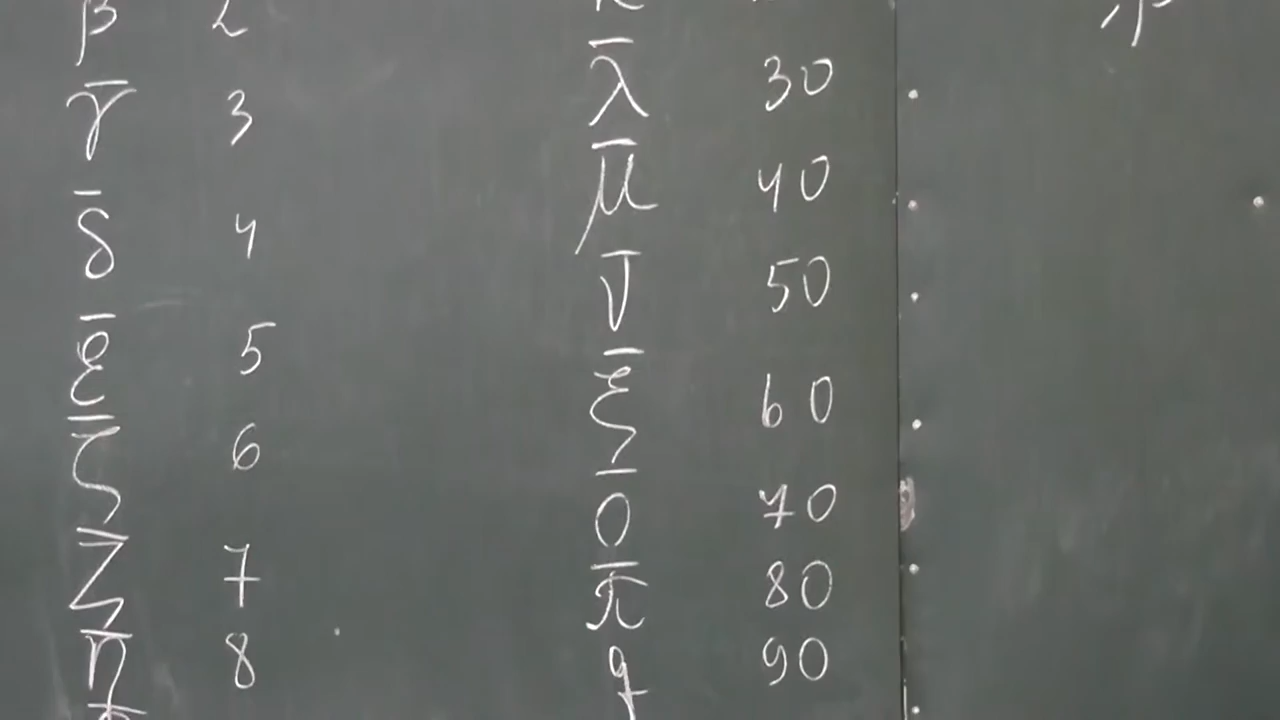 β 2
γ̄ 3 λ̄ 30
δ̄ 4 μ̄ 40
ε̄ 5 ν̄ 50
ς̄ 6 ξ̄ 60
ζ̄ 7 ο̄ 70
η̄ 8 π̄ 80
q 90